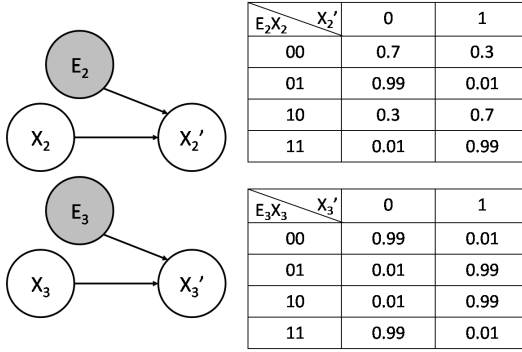 E₂
X₂
X₂’
E₂X₂ X₂’ 0 1
00 0.7 0.3
01 0.99 0.01
10 0.3 0.7
11 0.01 0.99
E₃
X₃
X₃’
E₃X₃ X₃’ 0 1
00 0.99 0.01
01 0.01 0.99
10 0.01 0.99
11 0.99 0.01